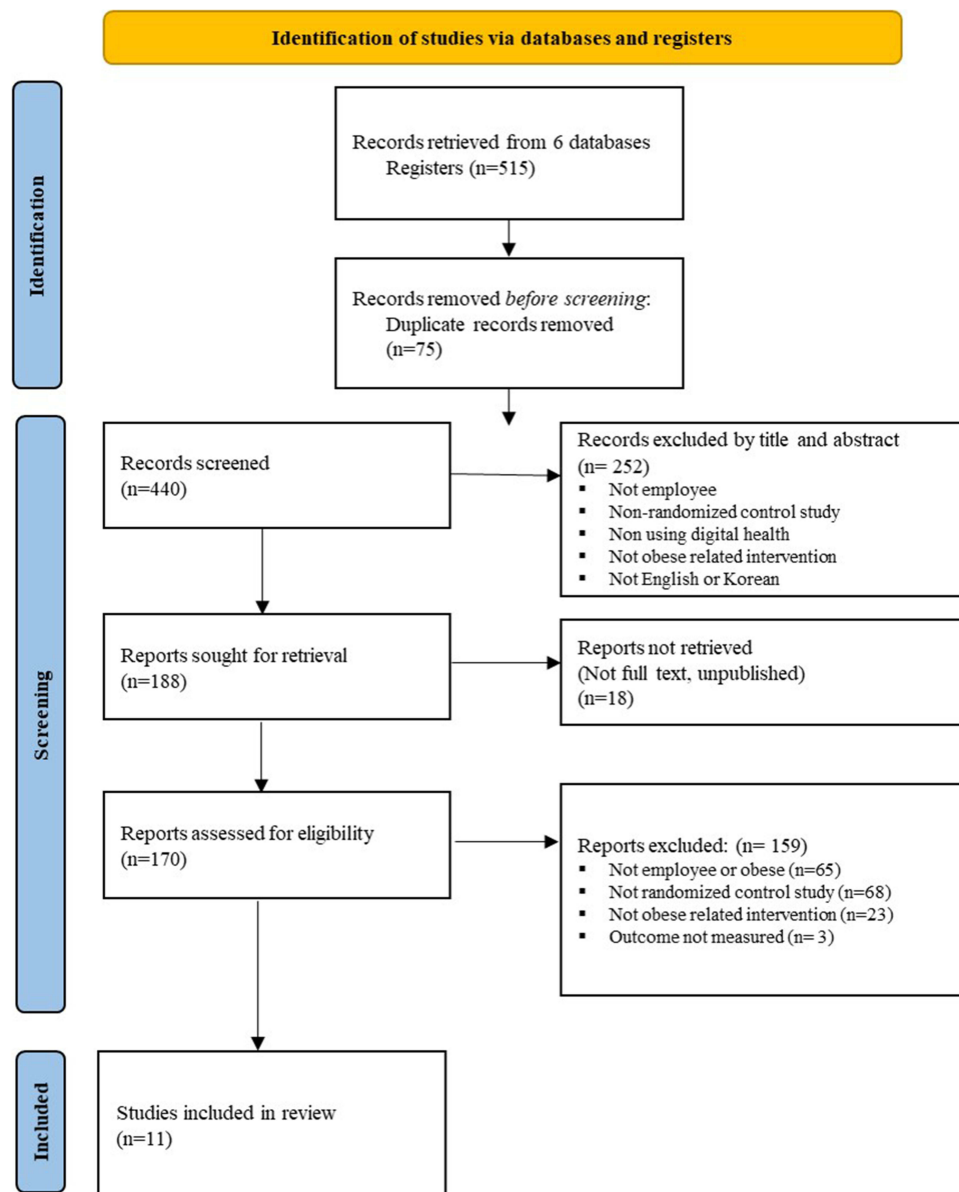 Identification of studies via databases and registers
Identification
Records retrieved from 6 databases
Registers (n=515)
Records removed before screening:
Duplicate records removed
(n=75)
Screening
Records screened
(n=440)
Records excluded by title and abstract
(n= 252)
▪ Not employee
▪ Non-randomized control study
▪ Non using digital health
▪ Not obese related intervention
▪ Not English or Korean
Reports sought for retrieval
(n=188)
Reports not retrieved
(Not full text, unpublished)
(n=18)
Reports assessed for eligibility
(n=170)
Reports excluded: (n= 159)
▪ Not employee or obese (n=65)
▪ Not randomized control study (n=68)
▪ Not obese related intervention (n=23)
▪ Outcome not measured (n= 3)
Included
Studies included in review
(n=11)